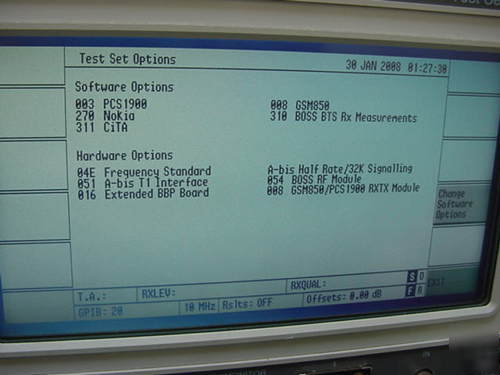 Test Set Options
30 JAN 2008 01:27:30
Software Options
003 PCS1900
008 GSM850
270 Nokia
310 BOSS BTS Rx Measurements
311 CiTA
Hardware Options
04E Frequency Standard
A-bis Half Rate/32K Signalling
051 A-bis T1 Interface
054 BOSS RF Module
016 Extended BBP Board
008 GSM850/PCS1900 RXTX Module
Change
Software
Options
T.A.:
RXLEV:
RXQUAL:
S O
F R
EXIT
GPIB: 20
10 MHz
Rslts: OFF
Offsets: 0.00 dB